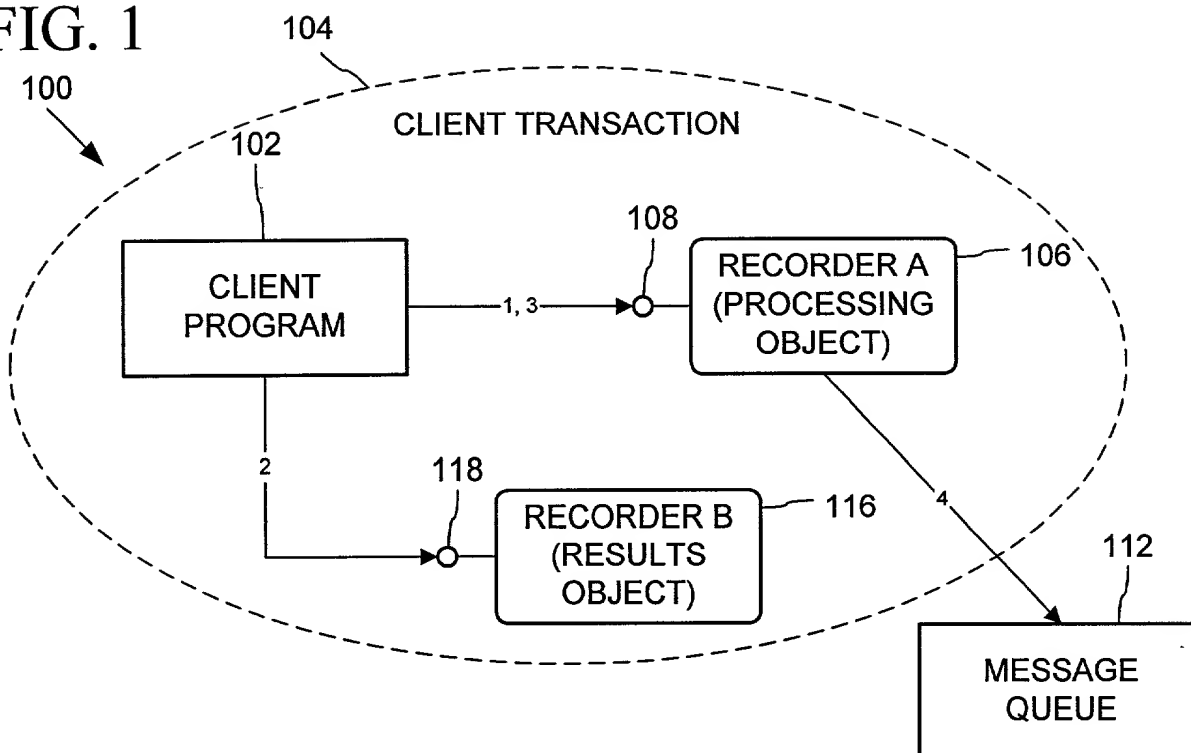 FIG. 1
104
100
CLIENT TRANSACTION
102
108
CLIENT
PROGRAM
1, 3
RECORDER A
(PROCESSING
OBJECT)
106
2
118
RECORDER B
(RESULTS
OBJECT)
116
4
112
MESSAGE
QUEUE